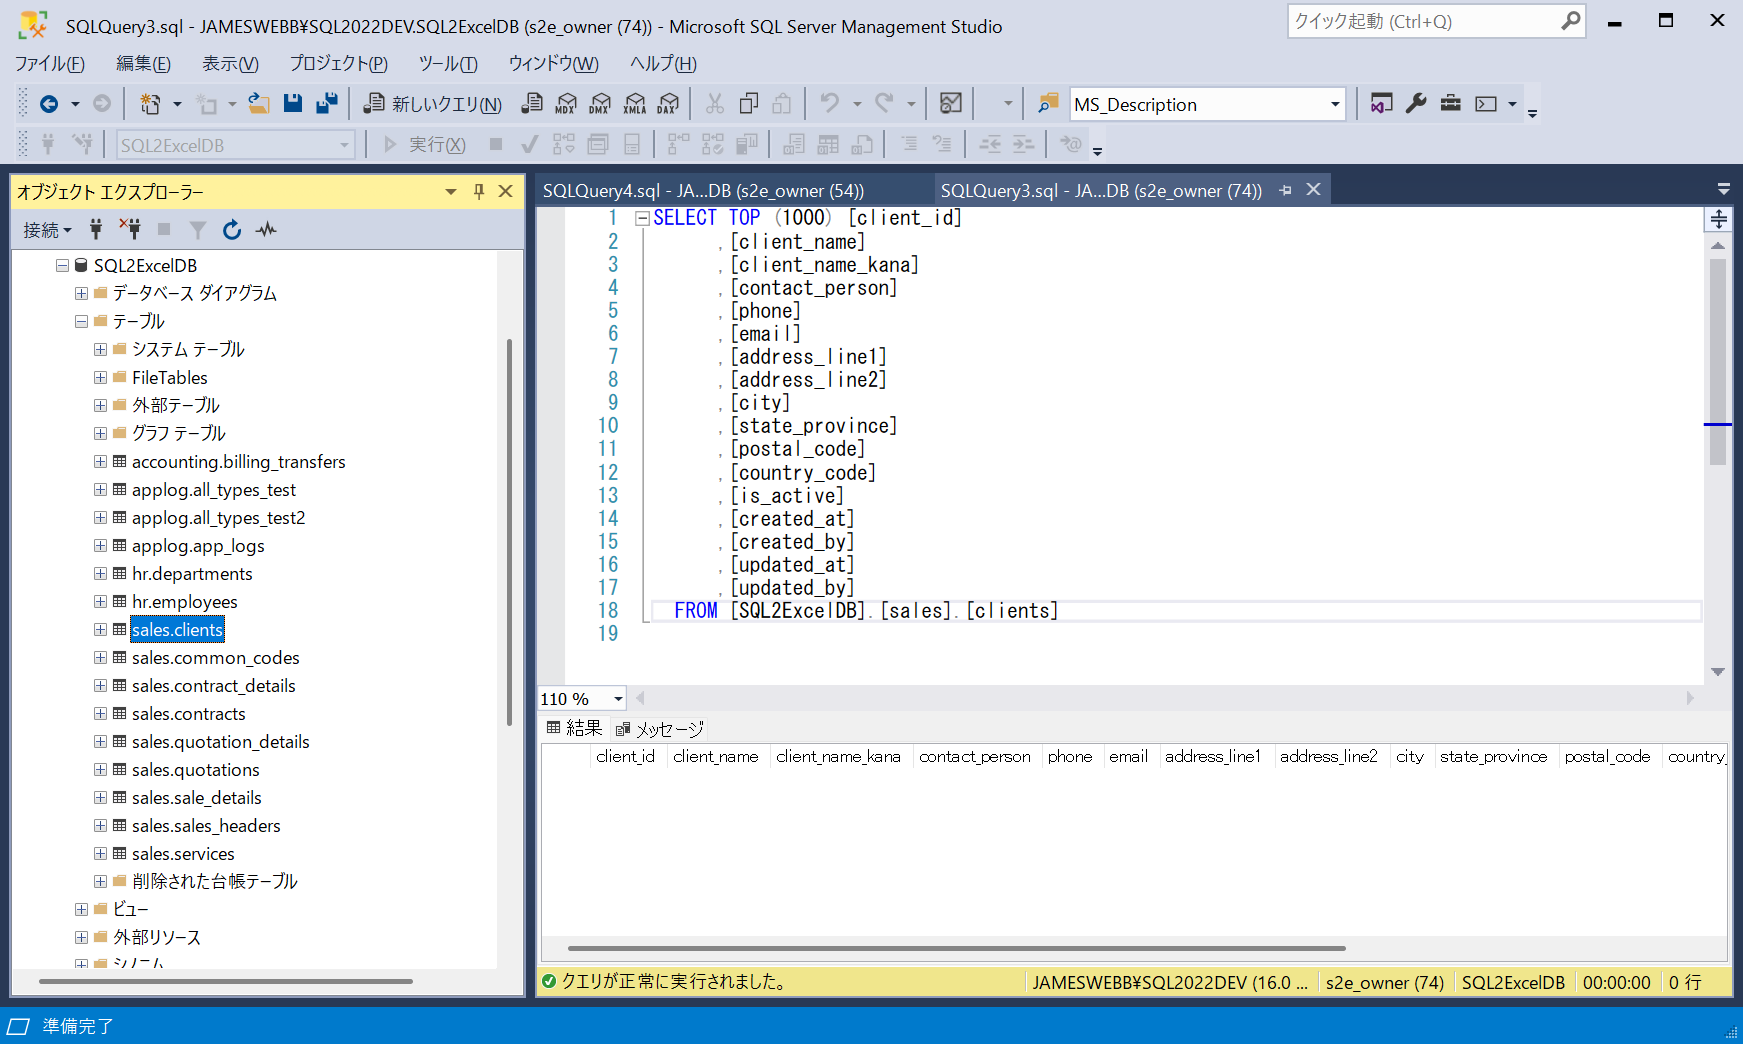 SQLQuery3.sql - JAMESWEBB¥SQL2022DEV.SQL2ExcelDB (s2e_owner (74)) - Microsoft SQL Server Management Studio
クイック起動 (Ctrl+Q)
ファイル(F) 編集(E) 表示(V) プロジェクト(P) ツール(T) ウィンドウ(W) ヘルプ(H)
新しいクエリ(N) MDX DMX XMLA DAX MS_Description
SQL2ExcelDB 実行(X)
オブジェクト エクスプローラー
接続
SQL2ExcelDB
データベース ダイアグラム
テーブル
システム テーブル
FileTables
外部テーブル
グラフ テーブル
accounting.billing_transfers
applog.all_types_test
applog.all_types_test2
applog.app_logs
hr.departments
hr.employees
sales.clients
sales.common_codes
sales.contract_details
sales.contracts
sales.quotation_details
sales.quotations
sales.sale_details
sales.sales_headers
sales.services
削除された台帳テーブル
ビュー
外部リソース
シノニム
SQLQuery4.sql - JA...DB (s2e_owner (54)) SQLQuery3.sql - JA...DB (s2e_owner (74))
1 SELECT TOP (1000) [client_id]
2 ,[client_name]
3 ,[client_name_kana]
4 ,[contact_person]
5 ,[phone]
6 ,[email]
7 ,[address_line1]
8 ,[address_line2]
9 ,[city]
10 ,[state_province]
11 ,[postal_code]
12 ,[country_code]
13 ,[is_active]
14 ,[created_at]
15 ,[created_by]
16 ,[updated_at]
17 ,[updated_by]
18 FROM [SQL2ExcelDB].[sales].[clients]
19
110 %
結果 メッセージ
client_id client_name client_name_kana contact_person phone email address_line1 address_line2 city state_province postal_code country_
クエリが正常に実行されました。 JAMESWEBB¥SQL2022DEV (16.0 ... s2e_owner (74) SQL2ExcelDB 00:00:00 0 行
準備完了